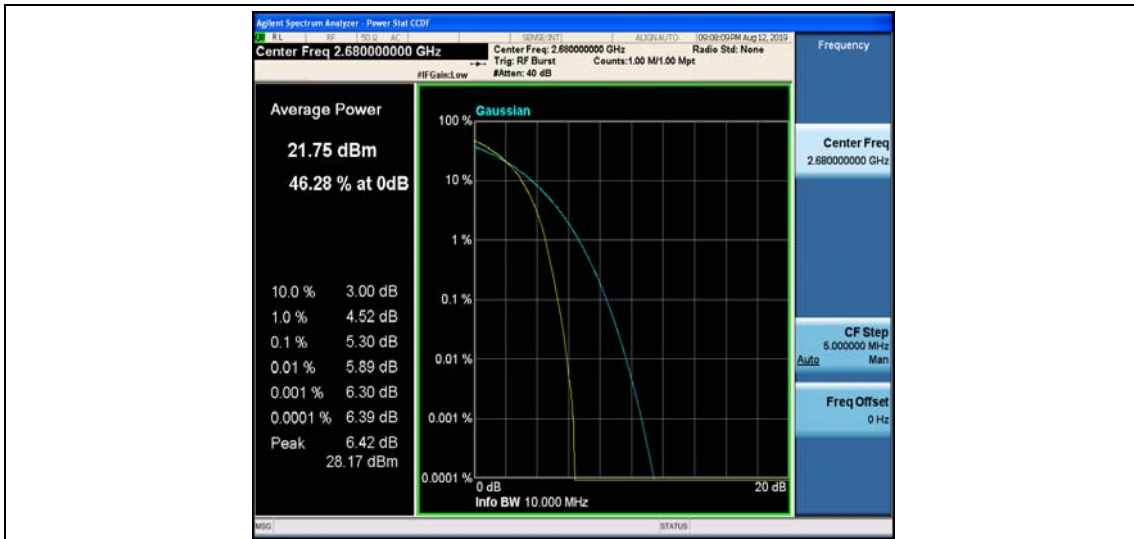 Agilent Spectrum Analyzer - Power Stat CCDF
RL RF 50 Ω AC SENSE:INT ALIGN AUTO 09:08:09 PM Aug 12, 2019
Center Freq 2.680000000 GHz
Center Freq: 2.680000000 GHz Radio Std: None
Trig: RF Burst Counts:1.00 M/1.00 Mpt
#IFGain:Low #Atten: 40 dB
Frequency
Average Power
21.75 dBm
46.28 % at 0dB
10.0 % 3.00 dB
1.0 % 4.52 dB
0.1 % 5.30 dB
0.01 % 5.89 dB
0.001 % 6.30 dB
0.0001 % 6.39 dB
Peak 6.42 dB
28.17 dBm
Gaussian
100 %
10 %
1 %
0.1 %
0.01 %
0.001 %
0.0001 %
0 dB 20 dB
Info BW 10.000 MHz
Center Freq
2.680000000 GHz
CF Step
5.000000 MHz
Auto Man
Freq Offset
0 Hz
MSG STATUS